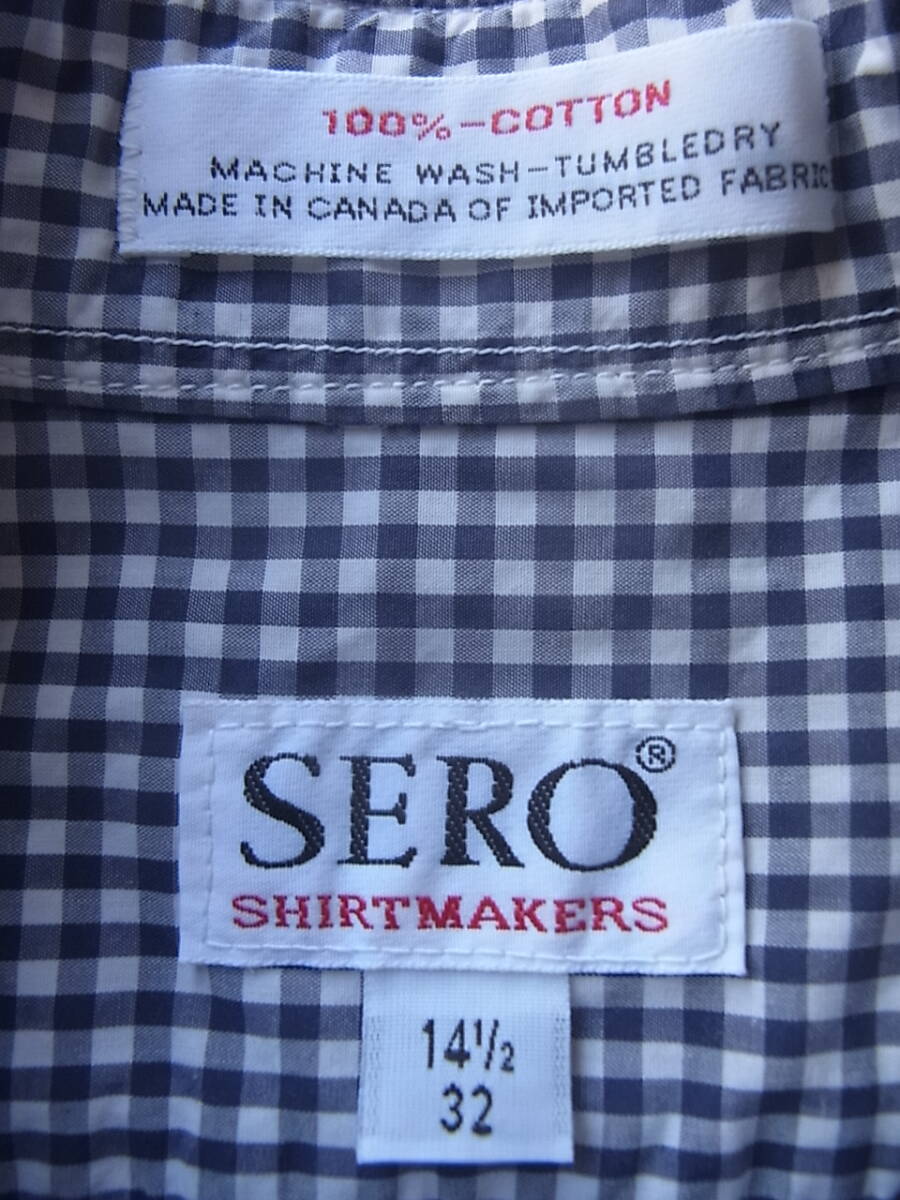 100%-COTTON
MACHINE WASH-TUMBLEDRY
MADE IN CANADA OF IMPORTED FABRIC
SERO®
SHIRTMAKERS
14½
32